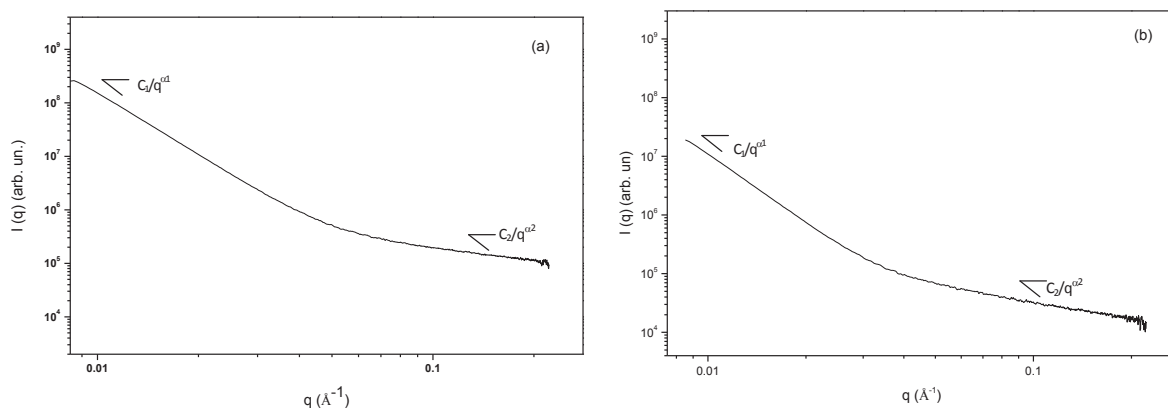 (a)
C₁/q^α1
C₂/q^α2
I (q) (arb. un.)
10⁹
10⁸
10⁷
10⁶
10⁵
10⁴
0.01
0.1
q (Å⁻¹)
(b)
C₁/q^α1
C₂/q^α2
I (q) (arb. un)
10⁹
10⁸
10⁷
10⁶
10⁵
10⁴
0.01
0.1
q (Å⁻¹)